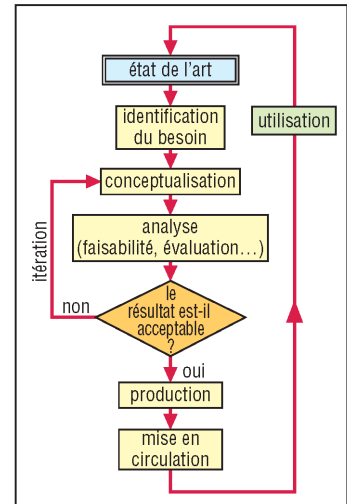 état de l'art
identification
du besoin
utilisation
conceptualisation
analyse
(faisabilité, évaluation…)
itération
le
résultat est-il
acceptable
?
non
oui
production
mise en
circulation